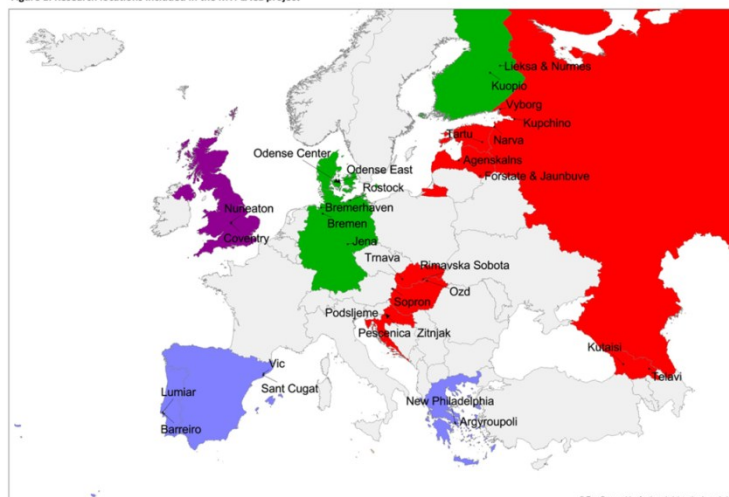 Lieksa & Nurmes
Kuopio
Vyborg
Kupchino
Tartu
Narva
Agenskalns
Forstate & Jaunbuve
Odense Center
Odense East
Rostock
Bremerhaven
Bremen
Jena
Nuneaton
Coventry
Trnava
Rimavska Sobota
Ozd
Sopron
Podsljeme
Pescenica Zitnjak
Kutaisi
Telavi
Vic
Sant Cugat
Lumiar
Barreiro
New Philadelphia
Argyroupoli